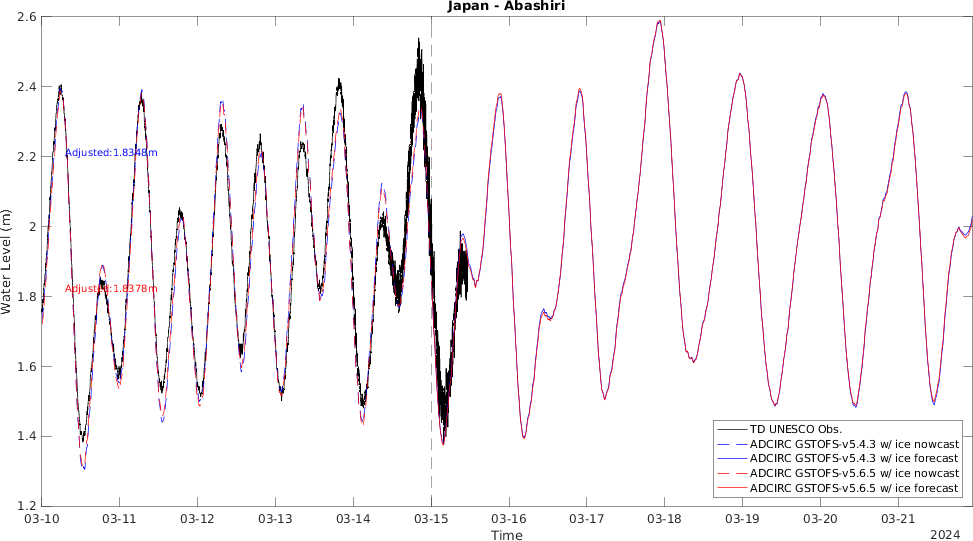 Japan - Abashiri
2.6
2.4
2.2
2
1.8
1.6
1.4
1.2
Water Level (m)
Adjusted:1.8348m
Adjusted:1.8378m
TD UNESCO Obs.
ADCIRC GSTOFS-v5.4.3 w/ ice nowcast
ADCIRC GSTOFS-v5.4.3 w/ ice forecast
ADCIRC GSTOFS-v5.6.5 w/ ice nowcast
ADCIRC GSTOFS-v5.6.5 w/ ice forecast
03-10 03-11 03-12 03-13 03-14 03-15 03-16 03-17 03-18 03-19 03-20 03-21
Time
2024